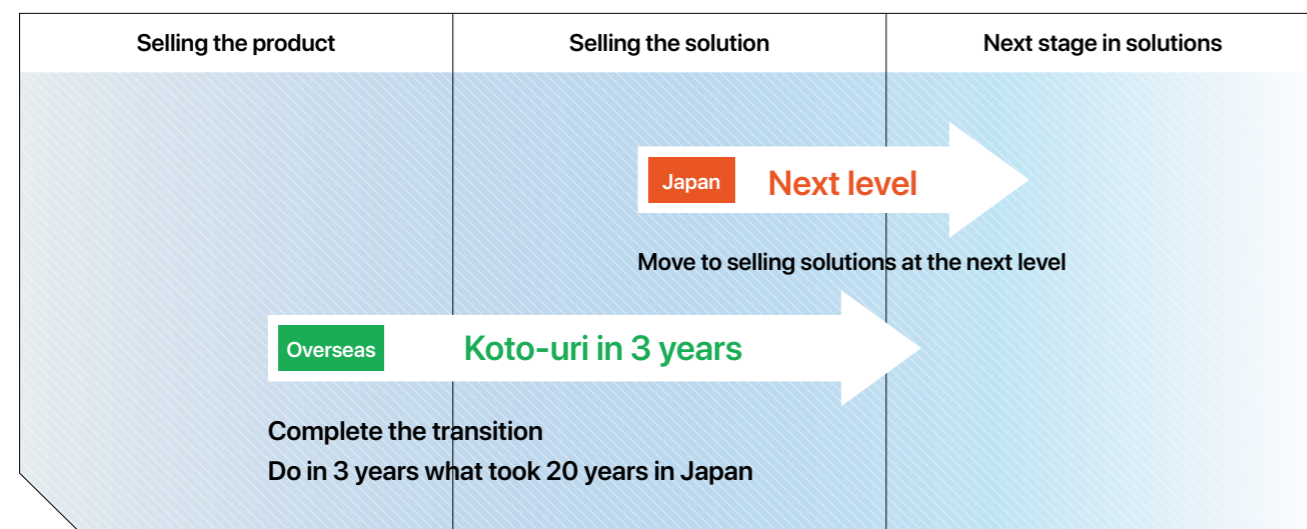 Selling the product
Selling the solution
Next stage in solutions
Japan
Next level
Move to selling solutions at the next level
Overseas
Koto-uri in 3 years
Complete the transition
Do in 3 years what took 20 years in Japan